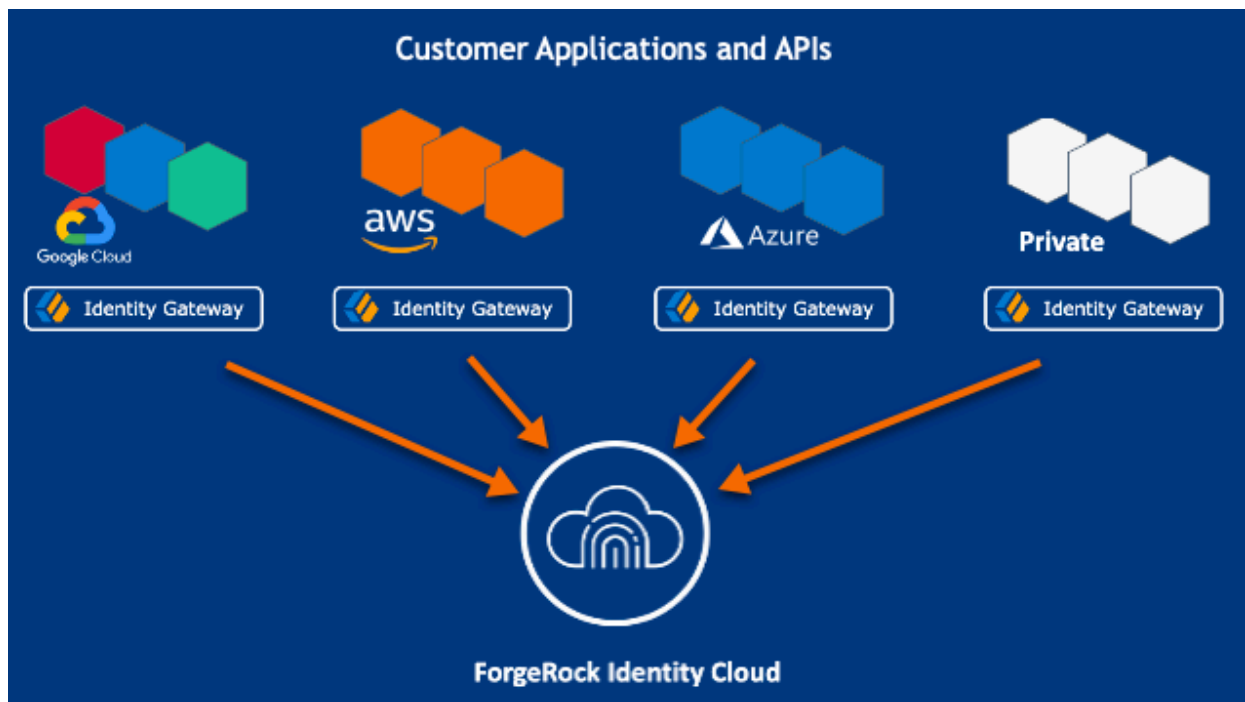 Customer Applications and APIs
Google Cloud
aws
Azure
Private
Identity Gateway
Identity Gateway
Identity Gateway
Identity Gateway
ForgeRock Identity Cloud